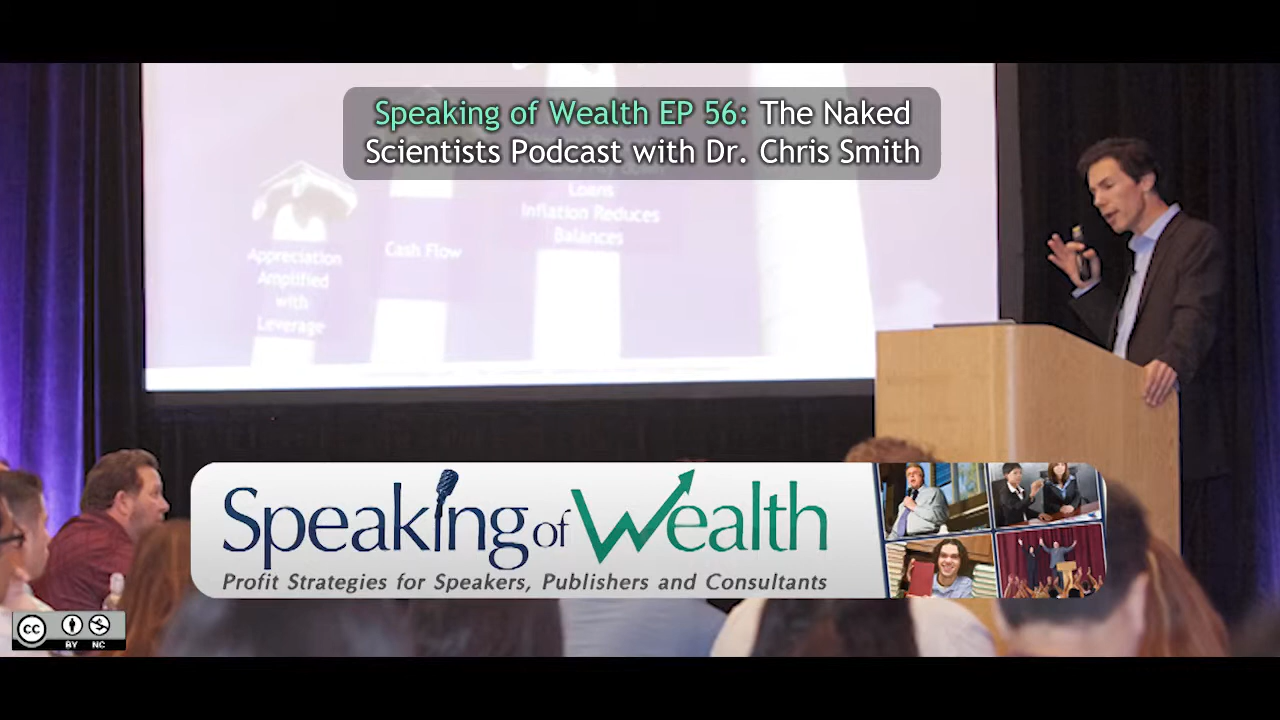 Speaking of Wealth EP 56: The Naked
Scientists Podcast with Dr. Chris Smith
Loans
Inflation Reduces
Balances
Appreciation
Amplified
with
Leverage
Cash Flow
Speaking of Wealth
Profit Strategies for Speakers, Publishers and Consultants
cc
BY NC